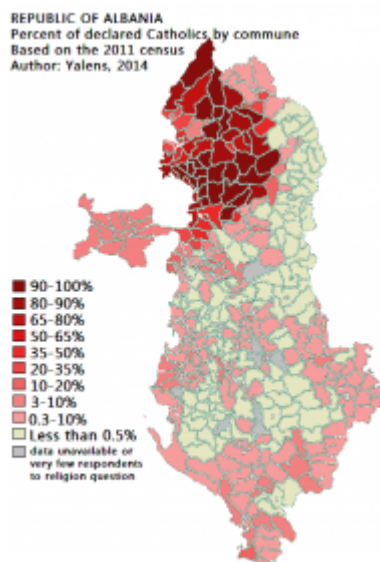 REPUBLIC OF ALBANIA
Percent of declared Catholics by commune
Based on the 2011 census
Author: Yalens, 2014
90-100%
80-90%
65-80%
50-65%
35-50%
20-35%
10-20%
3-10%
0.3-10%
Less than 0.5%
data unavailable or
very few respondents
to religion question